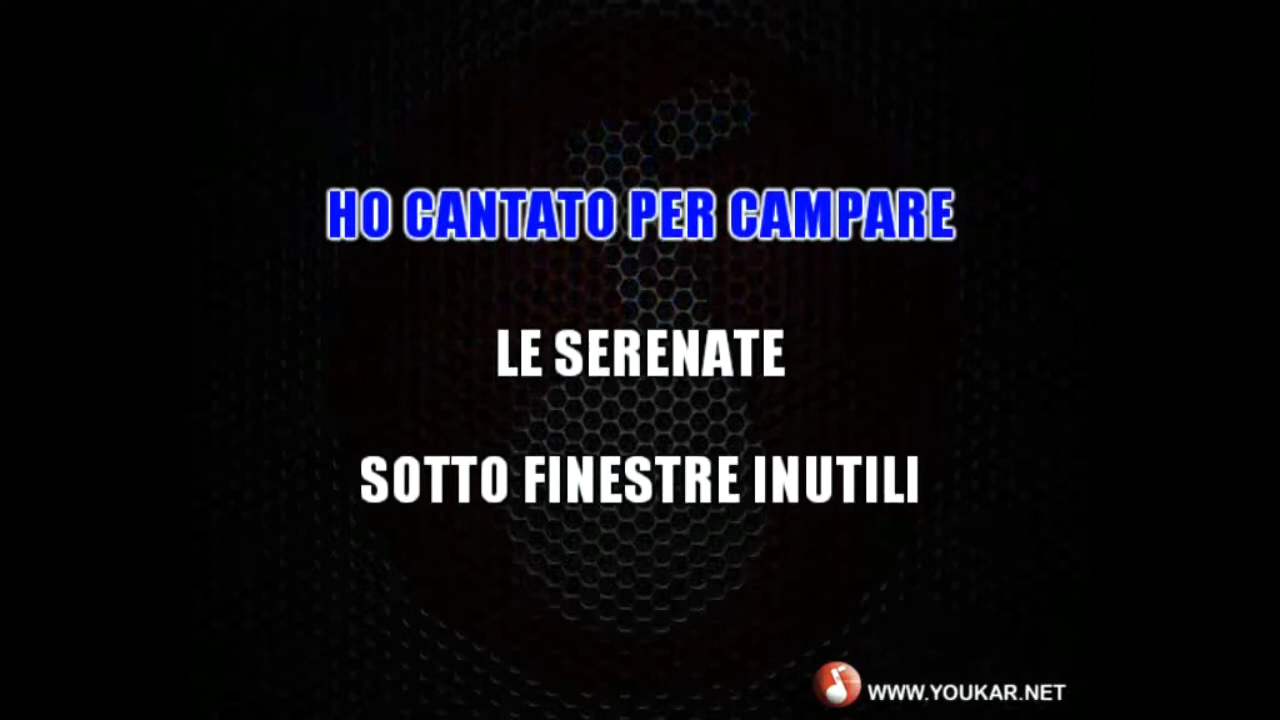 HO CANTATO PER CAMPARE
LE SERENATE
SOTTO FINESTRE INUTILI
WWW.YOUKAR.NET